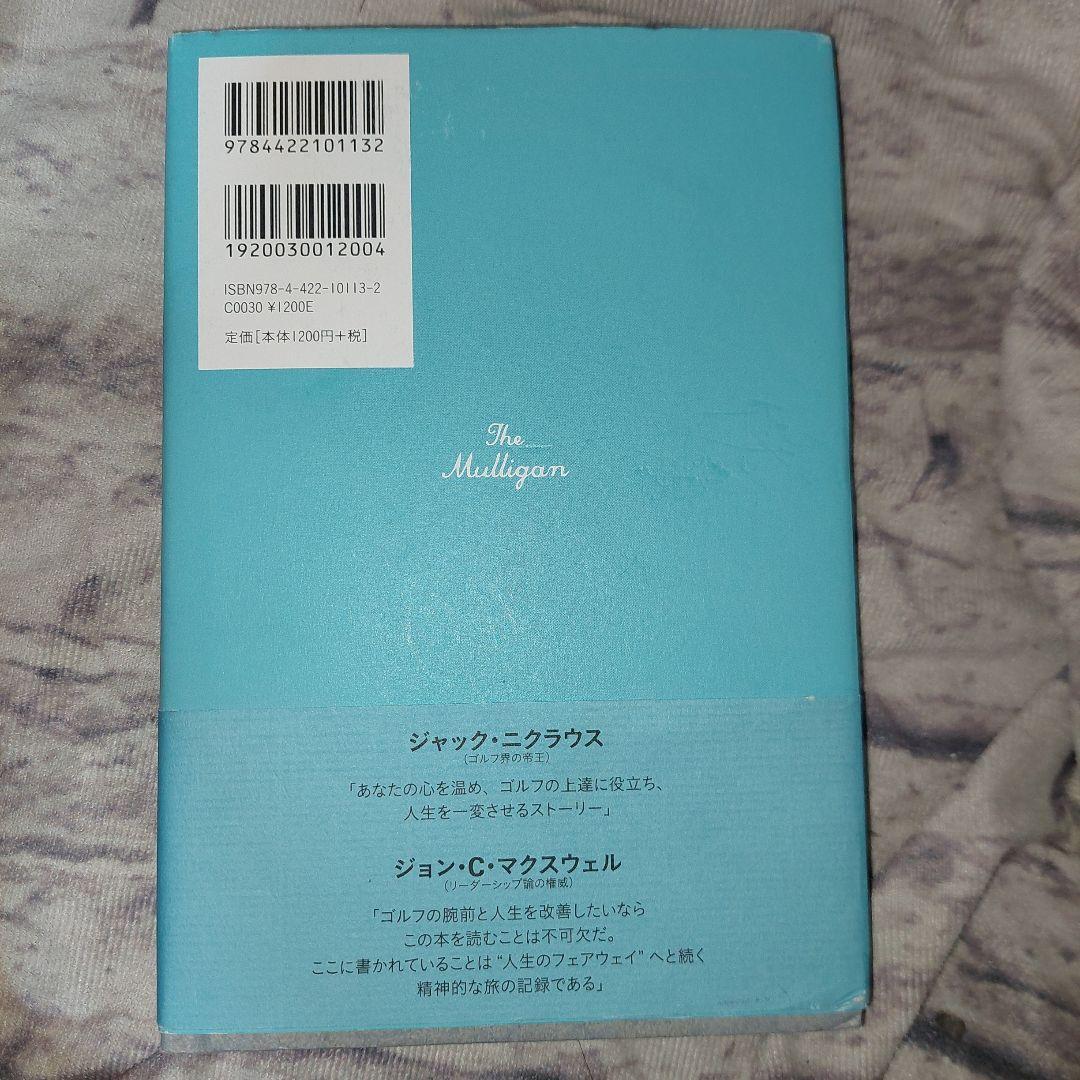 9784422101132
1920030012004
ISBN978-4-422-10113-2
C0030 ¥1200E
定価[本体1200円+税]
The
Mulligan
ジャック・ニクラウス
(ゴルフ界の帝王)
「あなたの心を温め、ゴルフの上達に役立ち、
人生を一変させるストーリー」
ジョン・C・マクスウェル
(リーダーシップ論の権威)
「ゴルフの腕前と人生を改善したいなら
この本を読むことは不可欠だ。
ここに書かれていることは“人生のフェアウェイ”へと続く
精神的な旅の記録である」